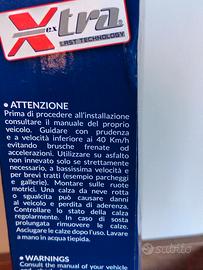 Xtra
ex
LAST TECHNOLOGY
• ATTENZIONE
Prima di procedere all'installazione
consultare il manuale del proprio
veicolo. Guidare con prudenza
e a velocità inferiore ai 40 Km/h
evitando brusche frenate od
accelerazioni. Utilizzare su asfalto
non innevato solo se strettamente
necessario, a bassissima velocità e
per brevi tratti (esempio parcheggi
e gallerie). Montare sulle ruote
motrici. Una calza da neve rotta
o sgualcita può causare danni
al veicolo e perdita di aderenza.
Controllare lo stato della calza
regolarmente. In caso di sosta
prolungata rimuovere le calze.
Asciugare le calze dopo l'uso. Lavare
a mano in acqua tiepida.
• WARNINGS
Consult the manual of your vehicle
subito